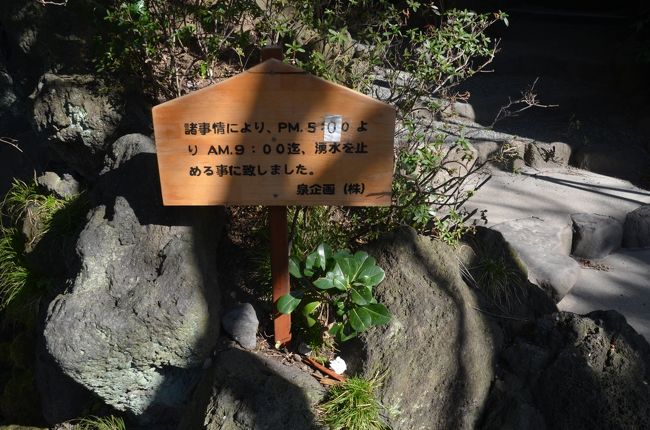 諸事情により、PM.5:00よ
りAM.9:00迄、湧水を止
める事に致しました。
泉企画(株)